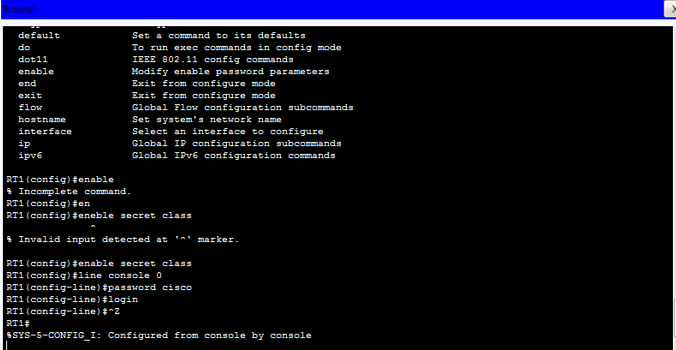 Terminal
X
default Set a command to its defaults
do To run exec commands in config mode
dot11 IEEE 802.11 config commands
enable Modify enable password parameters
end Exit from configure mode
exit Exit from configure mode
flow Global Flow configuration subcommands
hostname Set system's network name
interface Select an interface to configure
ip Global IP configuration subcommands
ipv6 Global IPv6 configuration commands
RT1(config)#enable
% Incomplete command.
RT1(config)#en
RT1(config)#eneble secret class
^
% Invalid input detected at '^' marker.
RT1(config)#enable secret class
RT1(config)#line console 0
RT1(config-line)#password cisco
RT1(config-line)#login
RT1(config-line)#^Z
RT1#
%SYS-5-CONFIG_I: Configured from console by console